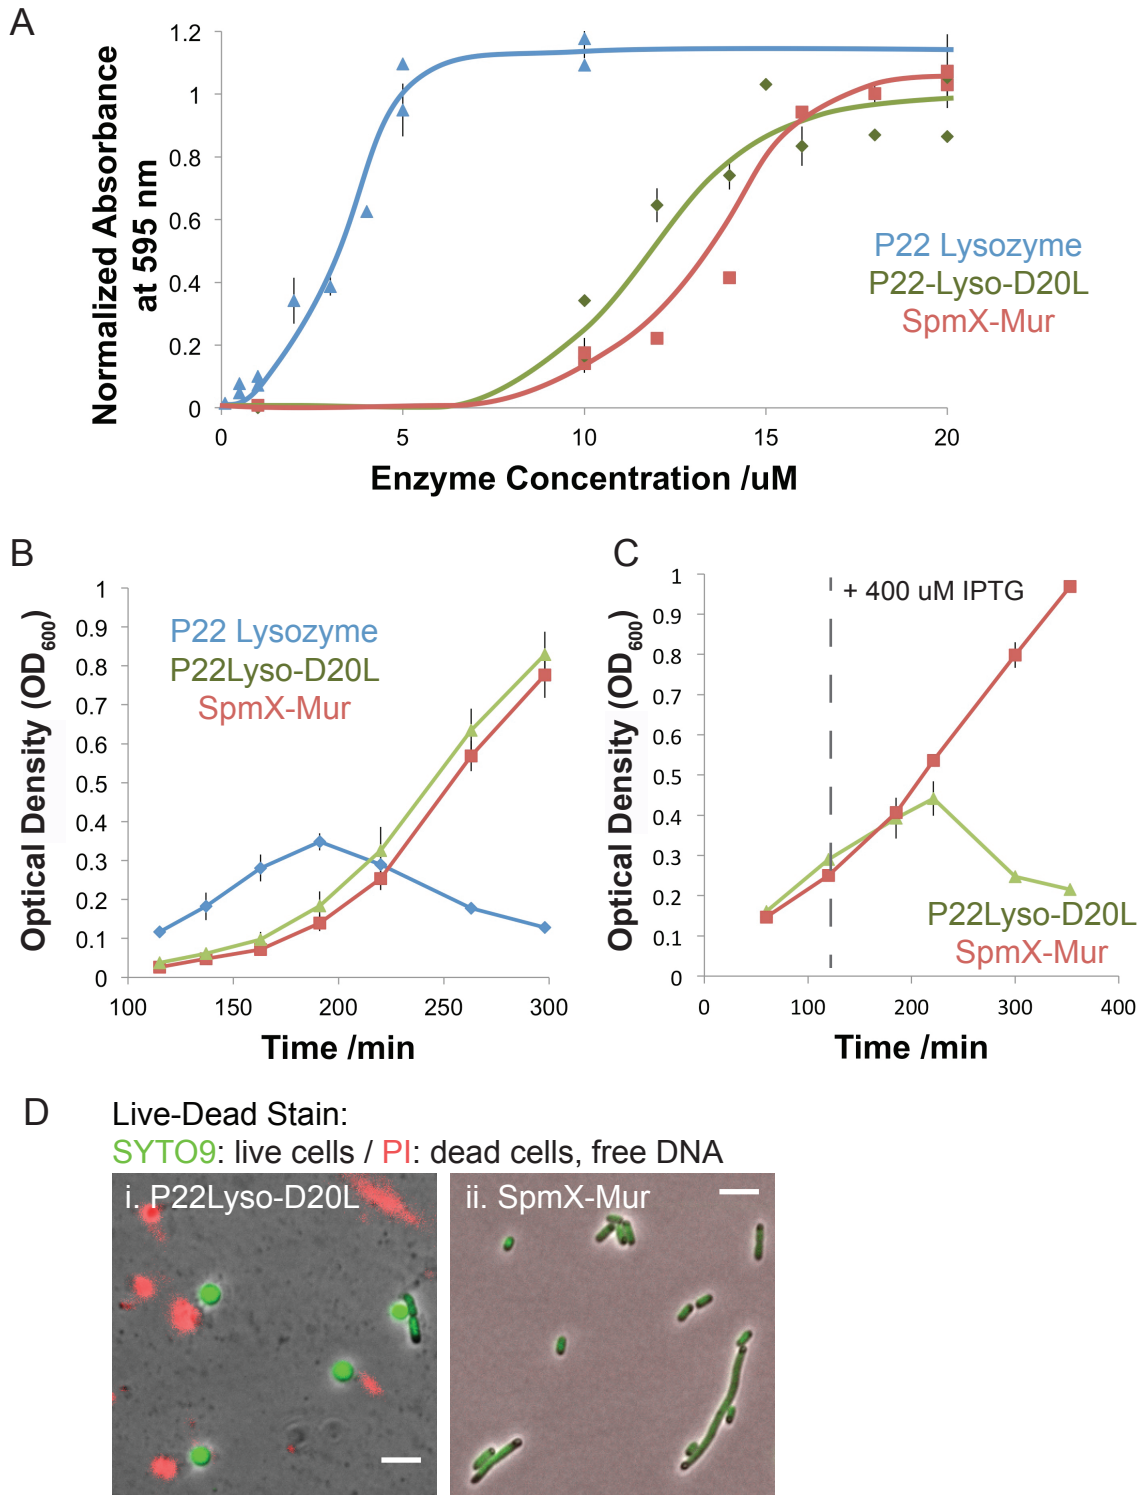 A
Normalized Absorbance
at 595 nm
1.2
1
0.8
0.6
0.4
0.2
0
0 5 10 15 20
Enzyme Concentration /uM
P22 Lysozyme
P22-Lyso-D20L
SpmX-Mur
B
Optical Density (OD600)
1
0.9
0.8
0.7
0.6
0.5
0.4
0.3
0.2
0.1
0
100 150 200 250 300
Time /min
P22 Lysozyme
P22Lyso-D20L
SpmX-Mur
C
Optical Density (OD600)
1
0.9
0.8
0.7
0.6
0.5
0.4
0.3
0.2
0.1
0
0 100 200 300 400
Time /min
+ 400 uM IPTG
P22Lyso-D20L
SpmX-Mur
D
Live-Dead Stain:
SYTO9: live cells / PI: dead cells, free DNA
i. P22Lyso-D20L
ii. SpmX-Mur